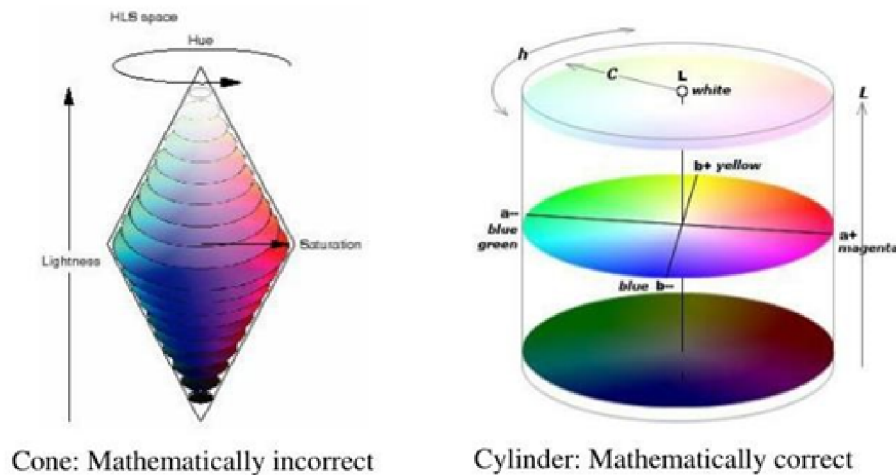 HLS space
Hue
Lightness
Saturation
Cone: Mathematically incorrect
h
C
L
white
L
b+ yellow
a--
blue
green
a+
magenta
blue b--
Cylinder: Mathematically correct